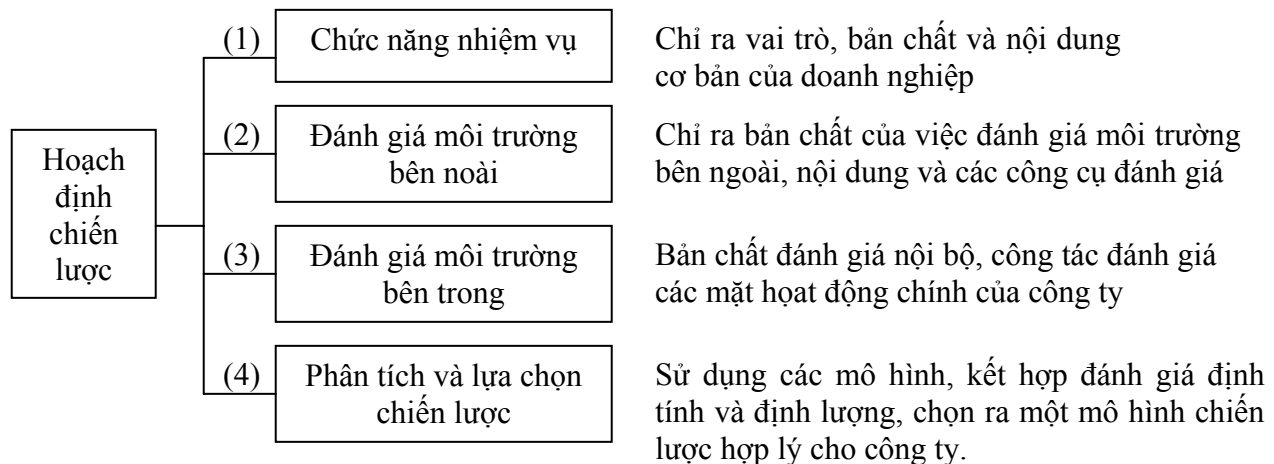 Hoạch
định
chiến
lược
(1)
Chức năng nhiệm vụ
Chỉ ra vai trò, bản chất và nội dung
cơ bản của doanh nghiệp
(2)
Đánh giá môi trường
bên noài
Chỉ ra bản chất của việc đánh giá môi trường
bên ngoài, nội dung và các công cụ đánh giá
(3)
Đánh giá môi trường
bên trong
Bản chất đánh giá nội bộ, công tác đánh giá
các mặt họat động chính của công ty
(4)
Phân tích và lựa chọn
chiến lược
Sử dụng các mô hình, kết hợp đánh giá định
tính và định lượng, chọn ra một mô hình chiến
lược hợp lý cho công ty.